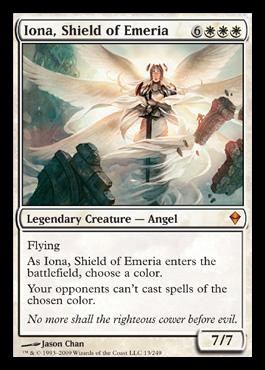 Iona, Shield of Emeria 6
Legendary Creature — Angel
Flying
As Iona, Shield of Emeria enters the
battlefield, choose a color.
Your opponents can't cast spells of the
chosen color.
No more shall the righteous cower before evil.
7/7
Jason Chan
™ & © 1993–2009 Wizards of the Coast LLC 13/249